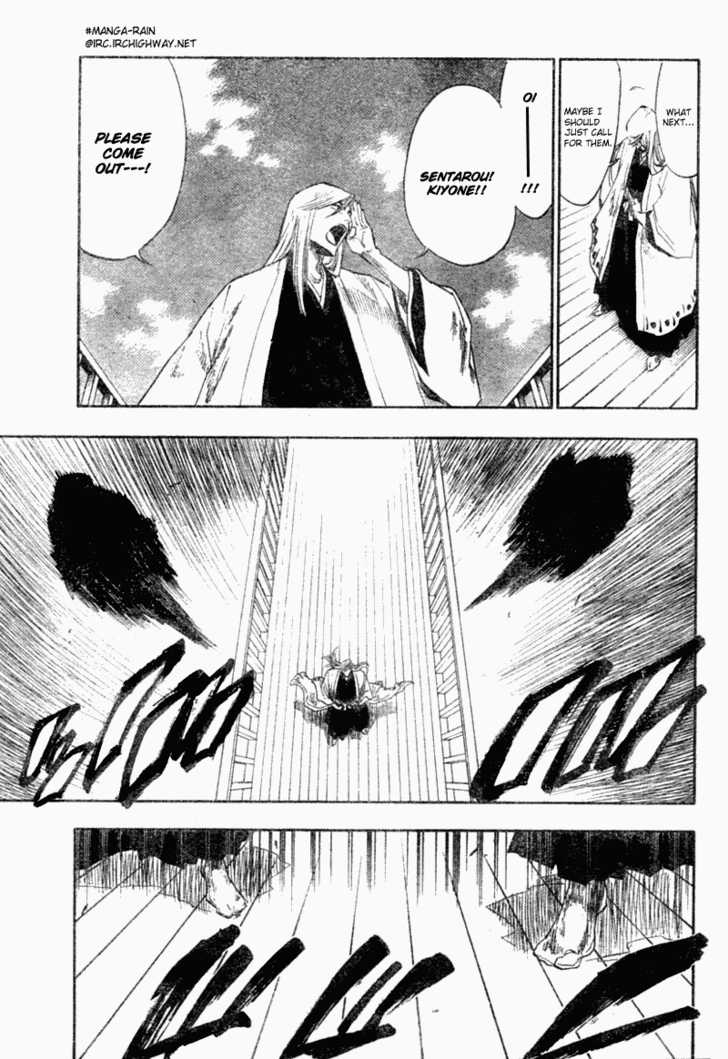 #MANGA-RAIN
@IRC.IRCHIGHWAY.NET
WHAT
NEXT...
MAYBE I
SHOULD
JUST CALL
FOR THEM.
OI
!!!
SENTAROU!
KIYONE!!
PLEASE
COME
OUT---!